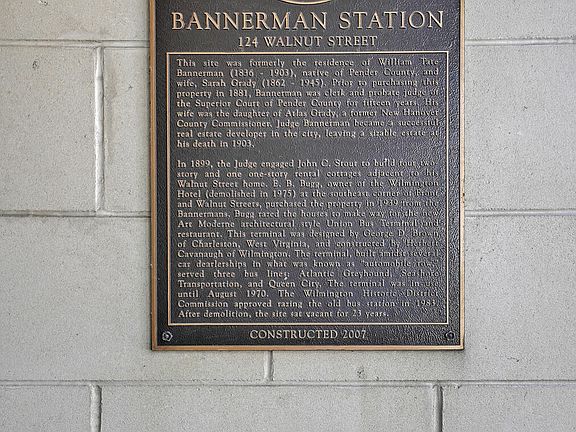 BANNERMAN STATION
124 WALNUT STREET
This site was formerly the residence of William Tate
Bannerman (1836 - 1903), native of Pender County, and
wife, Sarah Grady (1862 - 1945). Prior to purchasing this
property in 1881, Bannerman was clerk and probate judge of
the Superior Court of Pender County for fifteen years. His
wife was the daughter of Atlas Grady, a former New Hanover
County Commissioner. Judge Bannerman became a successful
real estate developer in the city, leaving a sizable estate at
his death in 1903.
In 1899, the Judge engaged John C. Stout to build four two-
story and one one-story rental cottages adjacent to his
Walnut Street home. E. B. Bugg, owner of the Wilmington
Hotel (demolished in 1975) at the southeast corner of Front
and Walnut Streets, purchased the property in 1939 from the
Bannermans. Bugg razed the houses to make way for the new
Art Moderne architectural style Union Bus Terminal and
restaurant. This terminal was designed by George D. Brown
of Charleston, West Virginia, and constructed by Herbert
Cavanaugh of Wilmington. The terminal, built amidst several
car dearlerships in what was known as "automobile row,"
served three bus lines; Atlantic Greyhound, Seashore
Transportation, and Queen City. The terminal was in use
until August 1970. The Wilmington Historic District
Commission approved razing the old bus station in 1983.
After demolition, the site sat vacant for 23 years.
CONSTRUCTED 2007